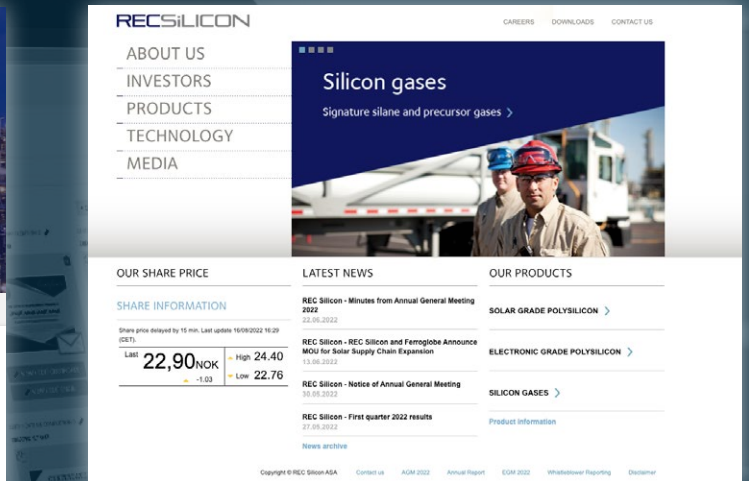 RECSiLICON
CAREERS DOWNLOADS CONTACT US
ABOUT US
INVESTORS
PRODUCTS
TECHNOLOGY
MEDIA
Silicon gases
Signature silane and precursor gases >
OUR SHARE PRICE
SHARE INFORMATION
Share price delayed by 15 min. Last update 16/08/2022 16:29
(CET).
Last 22,90NOK High 24.40
-1.03 Low 22.76
LATEST NEWS
REC Silicon - Minutes from Annual General Meeting
2022
22.06.2022
REC Silicon - REC Silicon and Ferroglobe Announce
MOU for Solar Supply Chain Expansion
13.06.2022
REC Silicon - Notice of Annual General Meeting
30.05.2022
REC Silicon - First quarter 2022 results
27.05.2022
News archive
OUR PRODUCTS
SOLAR GRADE POLYSILICON >
ELECTRONIC GRADE POLYSILICON >
SILICON GASES >
Product information
Copyright © REC Silicon ASA Contact us AGM 2022 Annual Report EGM 2022 Whistleblower Reporting Disclaimer